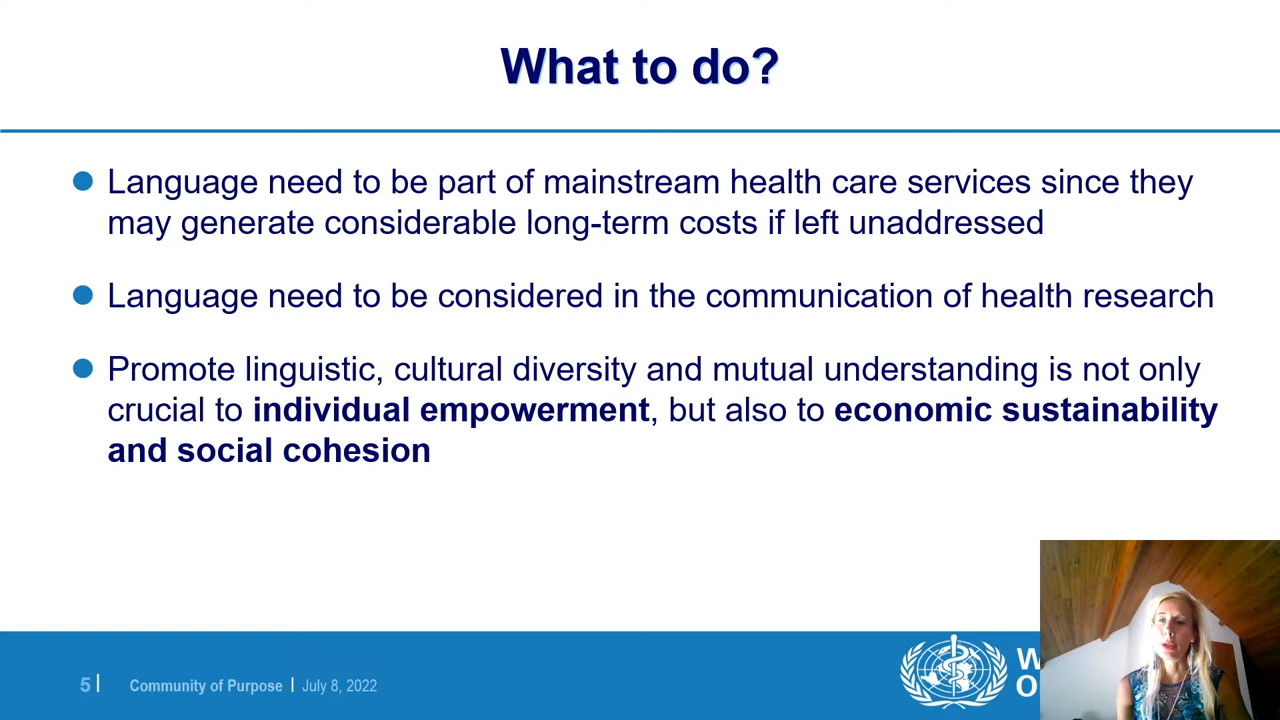 What to do?
Language need to be part of mainstream health care services since they
may generate considerable long-term costs if left unaddressed
Language need to be considered in the communication of health research
Promote linguistic, cultural diversity and mutual understanding is not only
crucial to individual empowerment, but also to economic sustainability
and social cohesion
5 | Community of Purpose | July 8, 2022